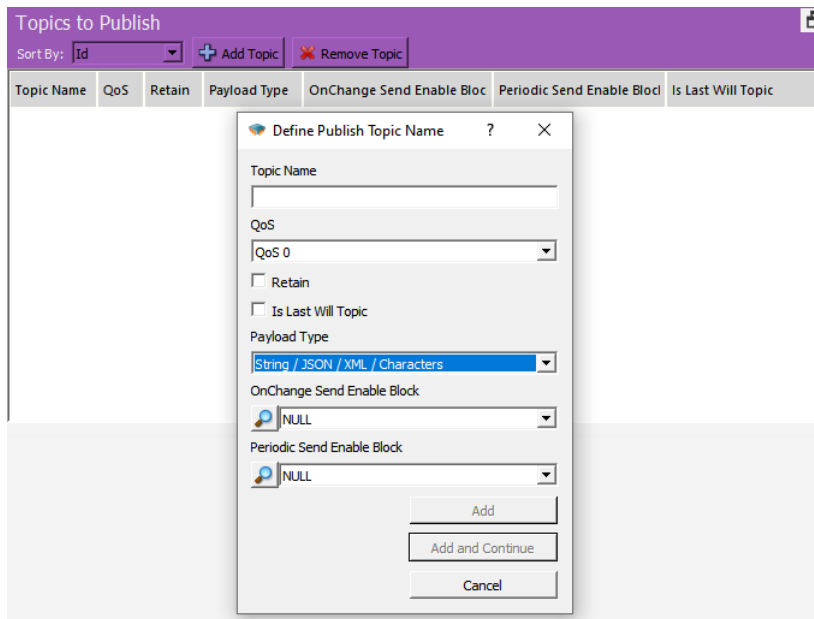 Topics to Publish
Sort By: Id Add Topic Remove Topic
Topic Name QoS Retain Payload Type OnChange Send Enable Bloc Periodic Send Enable Blocl Is Last Will Topic
Define Publish Topic Name ?
Topic Name
QoS
QoS 0
Retain
Is Last Will Topic
Payload Type
String / JSON / XML / Characters
OnChange Send Enable Block
NULL
Periodic Send Enable Block
NULL
Add
Add and Continue
Cancel